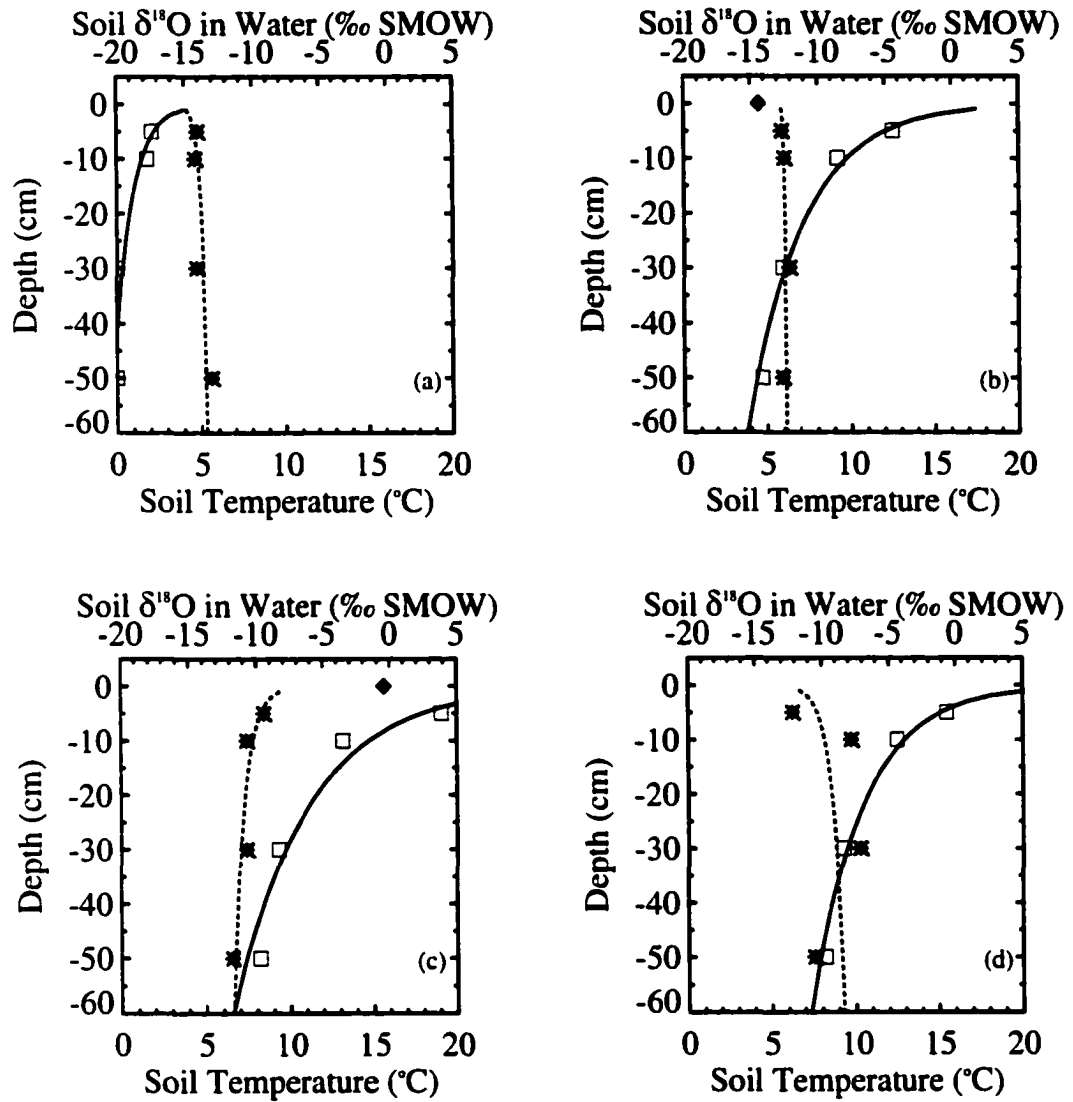 Soil δ¹⁸O in Water (‰ SMOW)
-20 -15 -10 -5 0 5
0
-10
-20
-30
-40
-50
-60
Depth (cm)
(a)
0 5 10 15 20
Soil Temperature (°C)
Soil δ¹⁸O in Water (‰ SMOW)
-20 -15 -10 -5 0 5
0
-10
-20
-30
-40
-50
-60
Depth (cm)
(b)
0 5 10 15 20
Soil Temperature (°C)
Soil δ¹⁸O in Water (‰ SMOW)
-20 -15 -10 -5 0 5
0
-10
-20
-30
-40
-50
-60
Depth (cm)
(c)
0 5 10 15 20
Soil Temperature (°C)
Soil δ¹⁸O in Water (‰ SMOW)
-20 -15 -10 -5 0 5
0
-10
-20
-30
-40
-50
-60
Depth (cm)
(d)
0 5 10 15 20
Soil Temperature (°C)